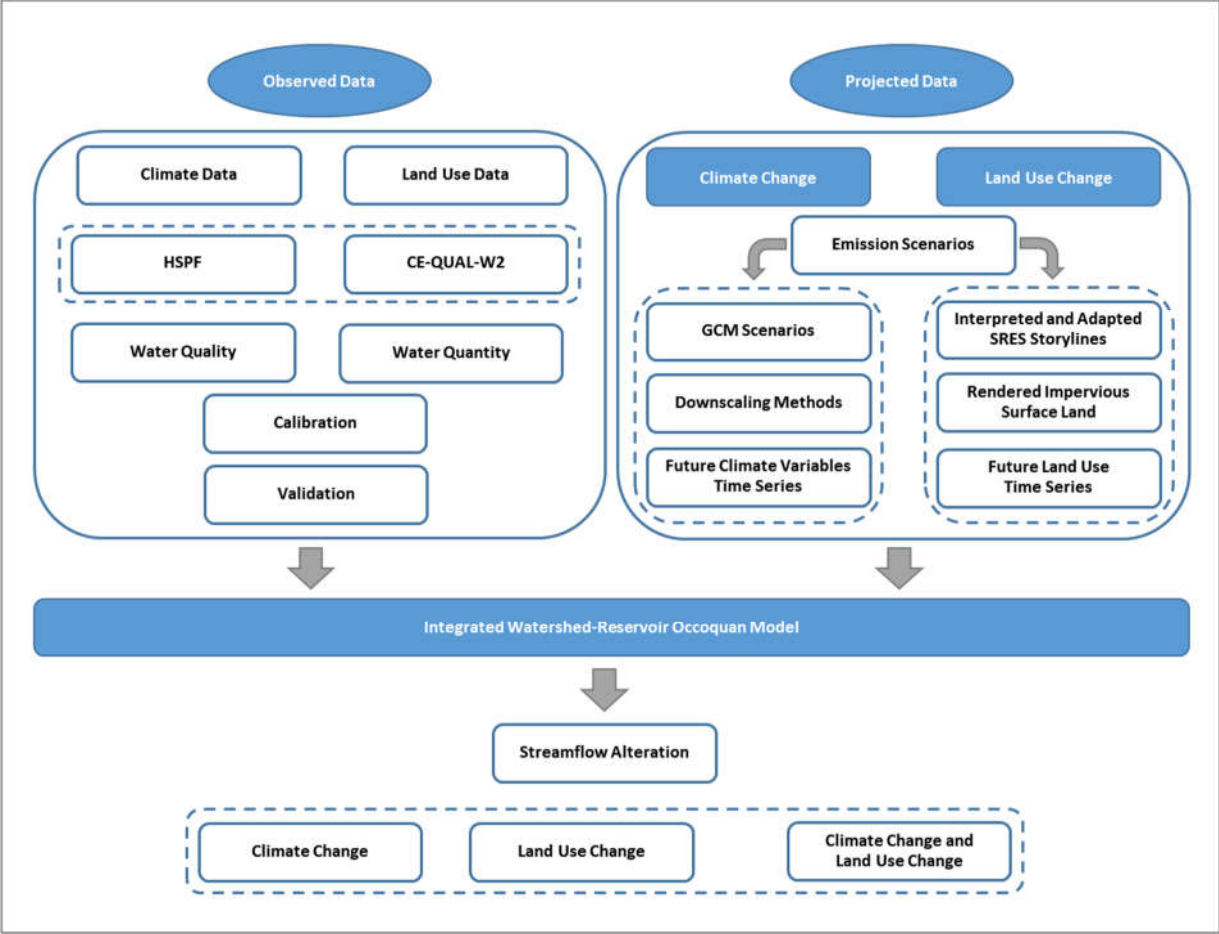 Observed Data
Projected Data
Climate Data
Land Use Data
HSPF
CE-QUAL-W2
Water Quality
Water Quantity
Calibration
Validation
Climate Change
Land Use Change
Emission Scenarios
GCM Scenarios
Downscaling Methods
Future Climate Variables
Time Series
Interpreted and Adapted
SRES Storylines
Rendered Impervious
Surface Land
Future Land Use
Time Series
Integrated Watershed-Reservoir Occoquan Model
Streamflow Alteration
Climate Change
Land Use Change
Climate Change and
Land Use Change